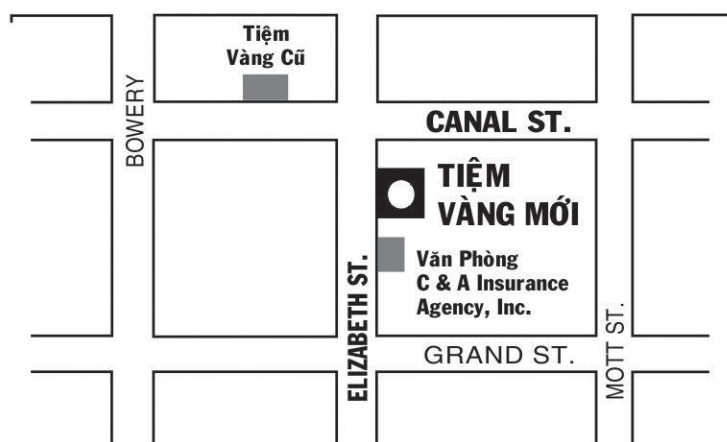 Tiệm
Vàng Cũ
BOWERY
CANAL ST.
TIỆM
VÀNG MỚI
Văn Phòng
C & A Insurance
Agency, Inc.
ELIZABETH ST.
GRAND ST.
MOTT ST.